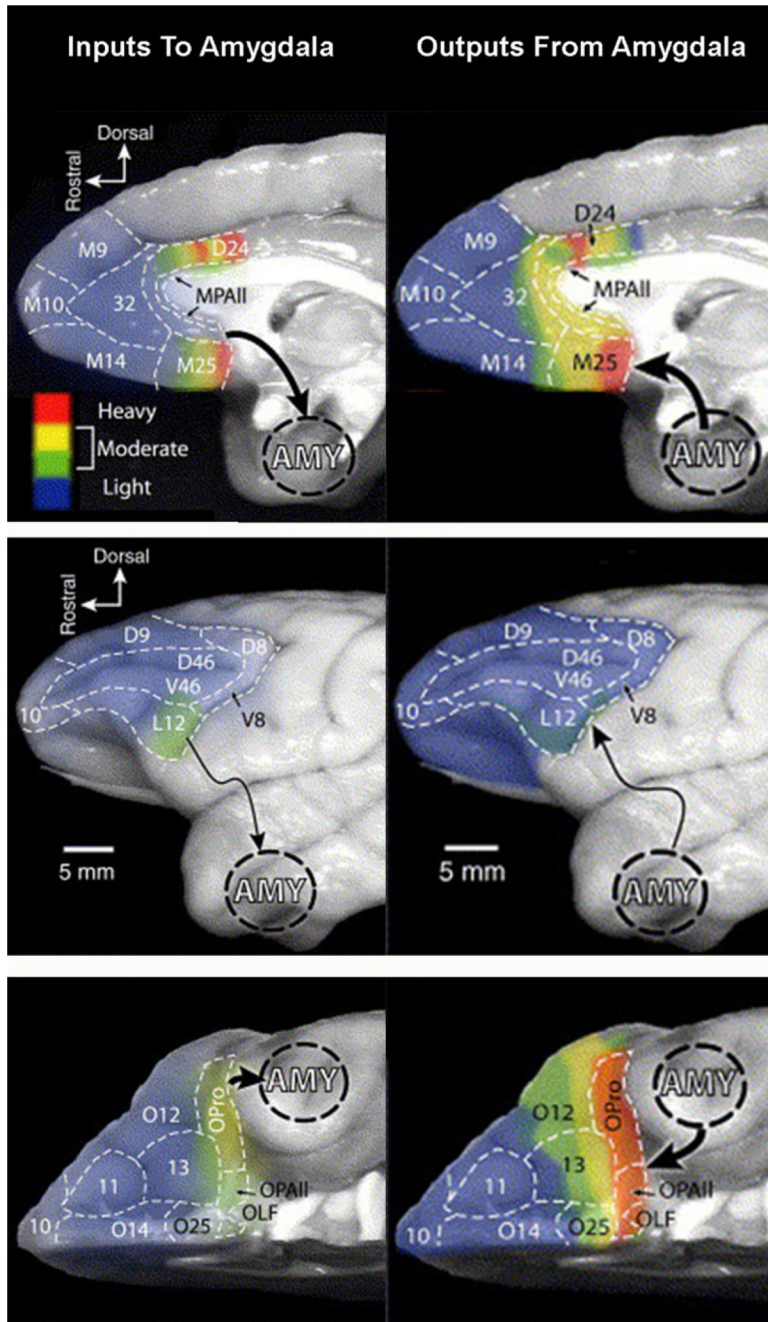 Inputs To Amygdala
Outputs From Amygdala
Dorsal
Rostral
M9
D24
M10
32
MPAll
M14
M25
Heavy
Moderate
Light
AMY
D24
M9
M10
32
MPAll
M14
M25
AMY
Dorsal
Rostral
D9
D8
D46
V46
10
L12
V8
5 mm
AMY
D9
D8
D46
V46
10
L12
V8
5 mm
AMY
OPro
AMY
O12
13
11
OPAll
OLF
10
O14
O25
OPro
AMY
O12
13
11
OPAll
OLF
10
O14
O25